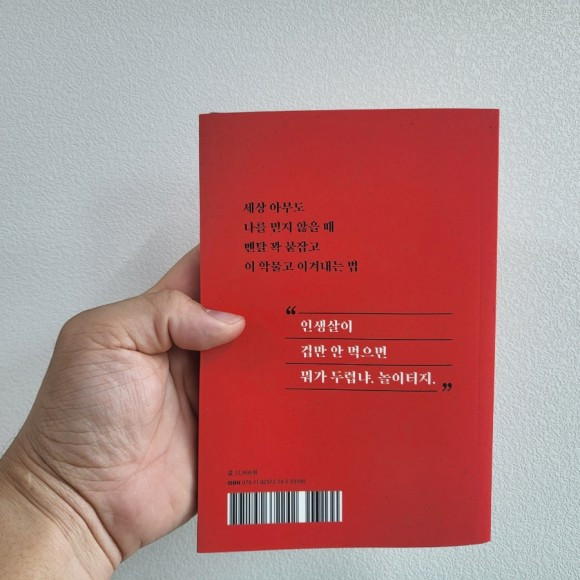 세상 아무도
나를 믿지 않을 때
멘탈 꽉 붙잡고
이 악물고 이겨내는 법
“인생살이
겁만 안 먹으면
뭐가 두렵냐. 놀이터지.”
값
ISBN